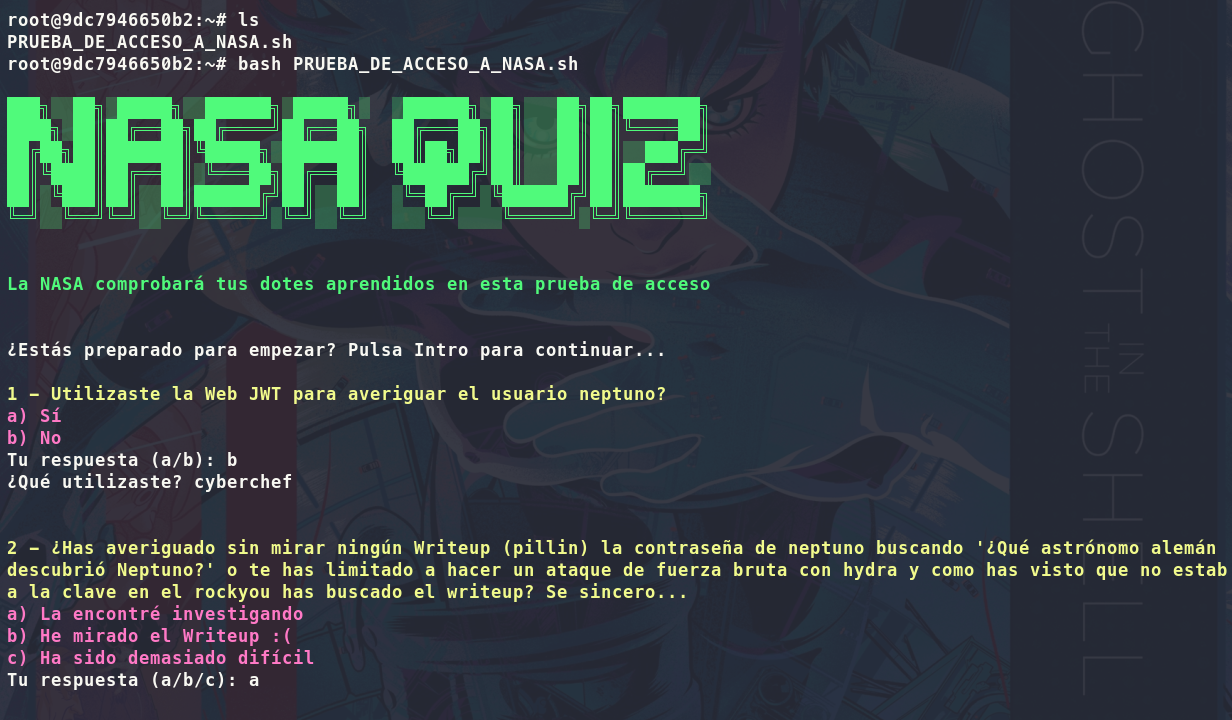 root@9dc7946650b2:~# ls
PRUEBA_DE_ACCESO_A_NASA.sh
root@9dc7946650b2:~# bash PRUEBA_DE_ACCESO_A_NASA.sh
NASA QUIZ
La NASA comprobará tus dotes aprendidos en esta prueba de acceso
¿Estás preparado para empezar? Pulsa Intro para continuar...
1 – Utilizaste la Web JWT para averiguar el usuario neptuno?
a) Sí
b) No
Tu respuesta (a/b): b
¿Qué utilizaste? cyberchef
2 – ¿Has averiguado sin mirar ningún Writeup (pillin) la contraseña de neptuno buscando '¿Qué astrónomo alemán
descubrió Neptuno?' o te has limitado a hacer un ataque de fuerza bruta con hydra y como has visto que no estab
a la clave en el rockyou has buscado el writeup? Se sincero...
a) La encontré investigando
b) He mirado el Writeup :(
c) Ha sido demasiado difícil
Tu respuesta (a/b/c): a
GHOST IN THE SHELL